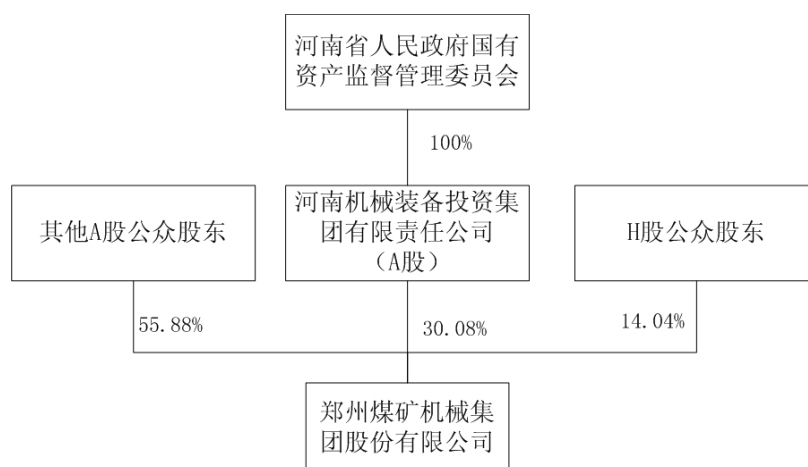 河南省人民政府国有
资产监督管理委员会
100%
其他A股公众股东
河南机械装备投资集
团有限责任公司
（A股）
H股公众股东
55.88%
30.08%
14.04%
郑州煤矿机械集
团股份有限公司